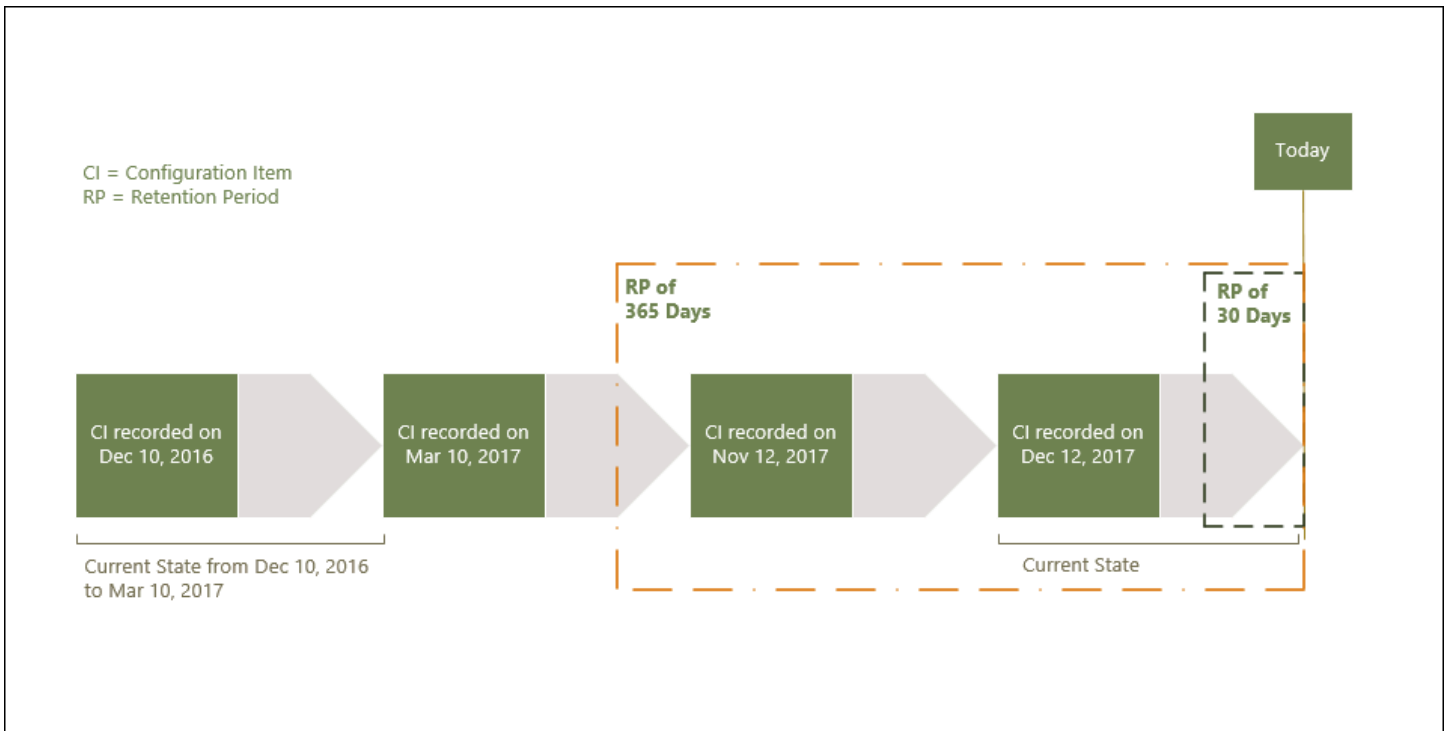 Today
CI = Configuration Item
RP = Retention Period
RP of
365 Days
RP of
30 Days
CI recorded on
Dec 10, 2016
CI recorded on
Mar 10, 2017
CI recorded on
Nov 12, 2017
CI recorded on
Dec 12, 2017
Current State from Dec 10, 2016
to Mar 10, 2017
Current State